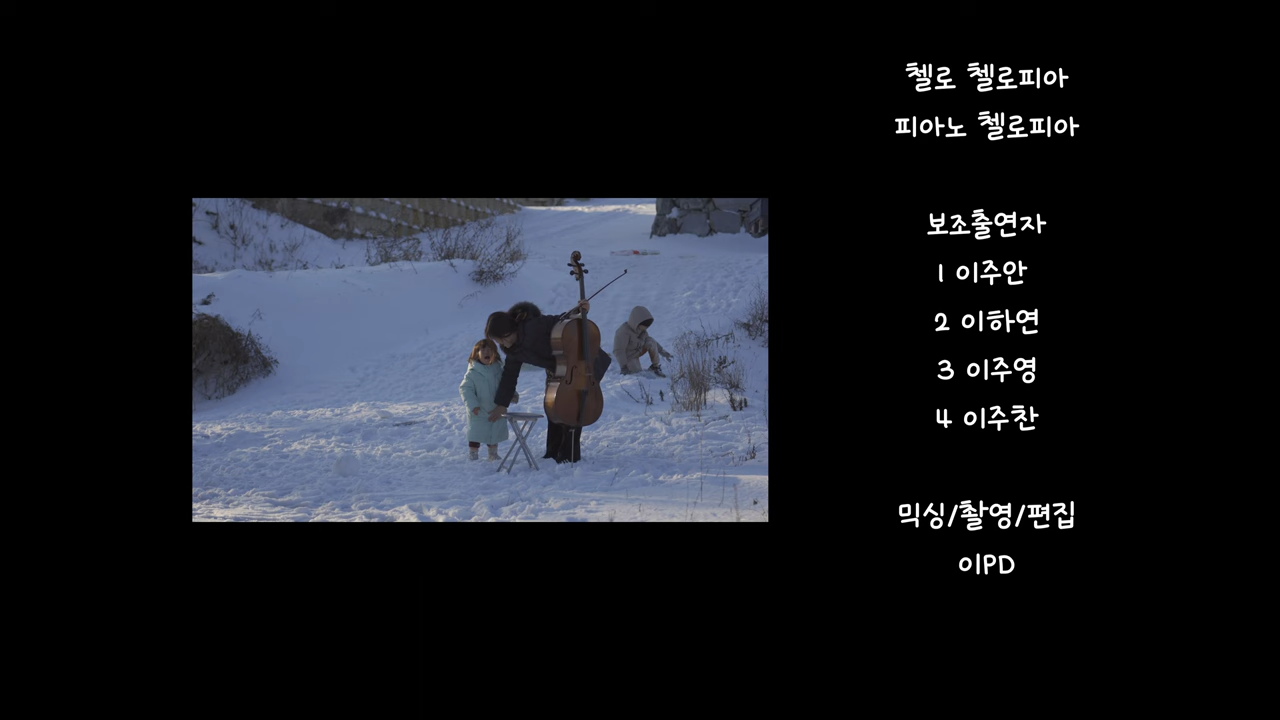 첼로 첼로피아
피아노 첼로피아
보조출연자
1 이주안
2 이하연
3 이주영
4 이주찬
믹싱/촬영/편집
이PD